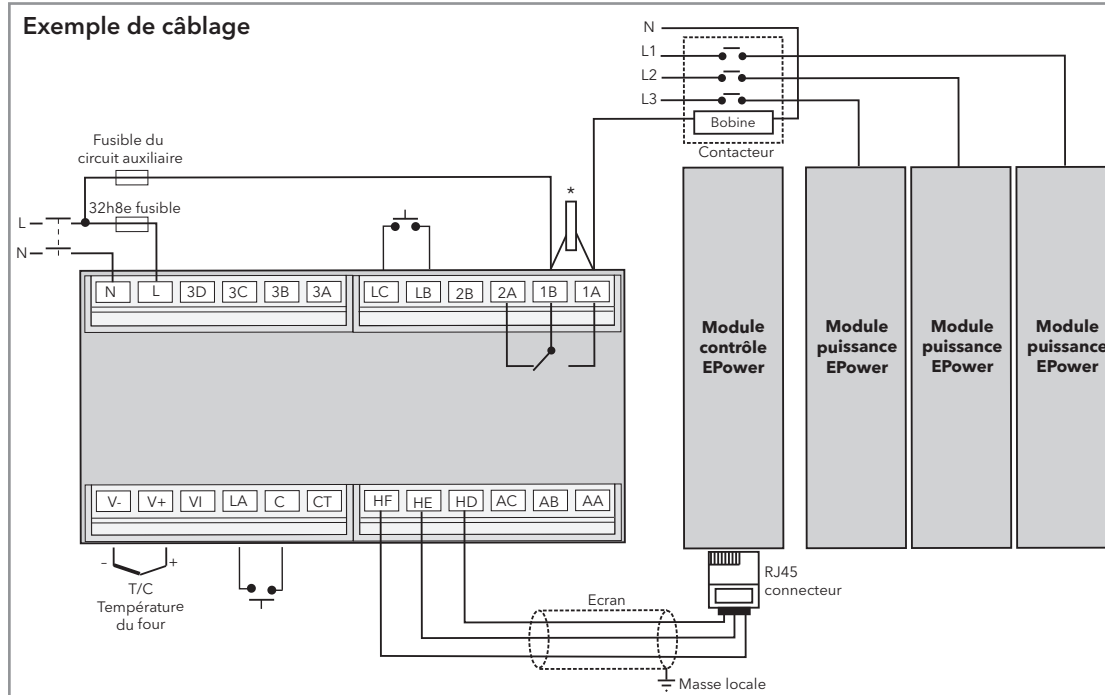 Exemple de câblage
N
L1
L2
L3
Bobine
Contacteur
Fusible du
circuit auxiliaire
32h8e fusible
L
N
*
N L 3D 3C 3B 3A LC LB 2B 2A 1B 1A
Module
contrôle
EPower
Module
puissance
EPower
Module
puissance
EPower
Module
puissance
EPower
V- V+ VI LA C CT HF HE HD AC AB AA
- +
T/C
Température
du four
RJ45
connecteur
Ecran
Masse locale